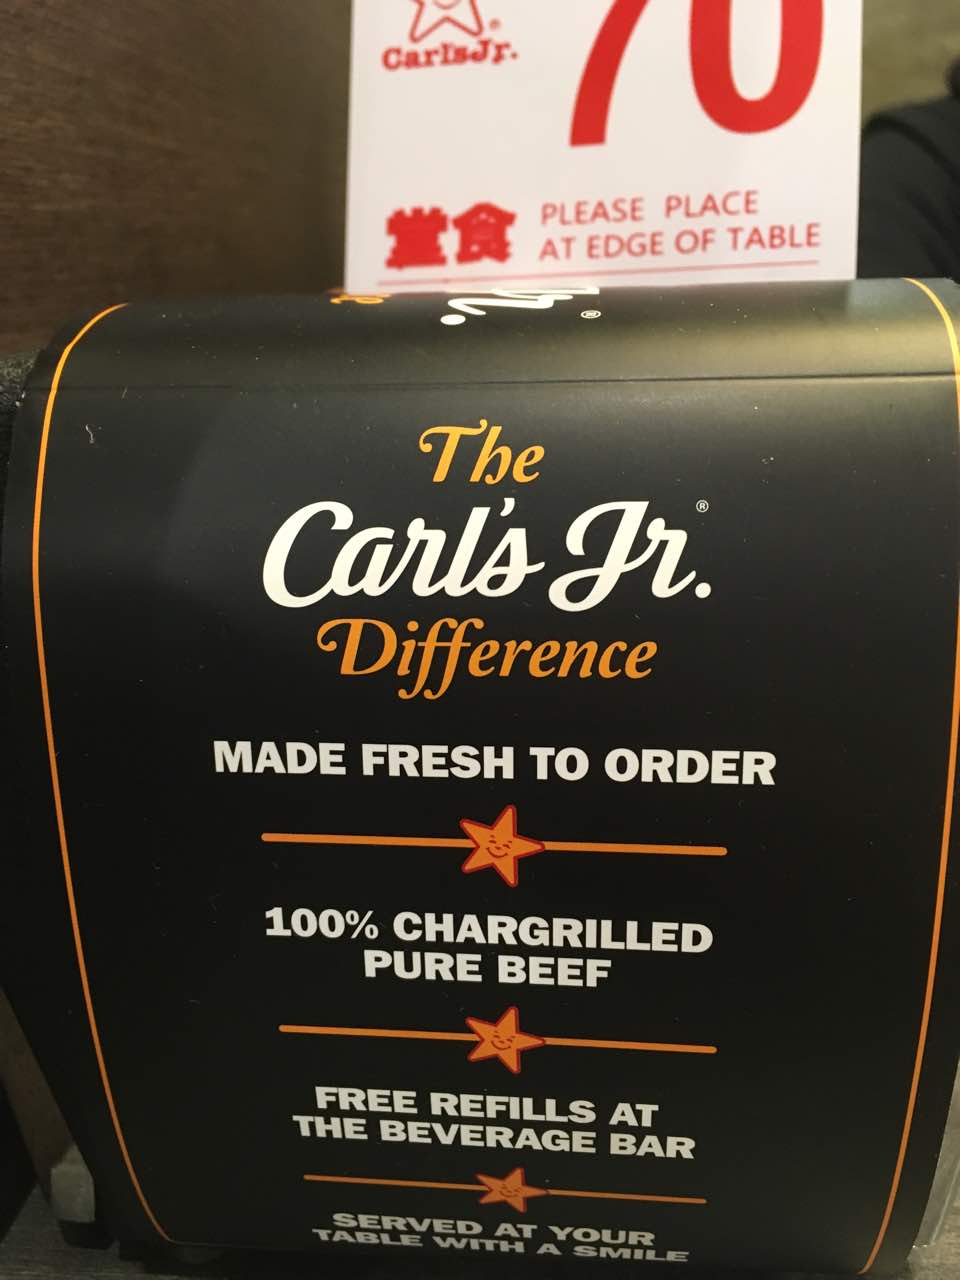 Carl's Jr.®
70
堂食
PLEASE PLACE
AT EDGE OF TABLE
The
Carl's Jr.®
Difference
MADE FRESH TO ORDER
100% CHARGRILLED
PURE BEEF
FREE REFILLS AT
THE BEVERAGE BAR
SERVED AT YOUR
TABLE WITH A SMILE